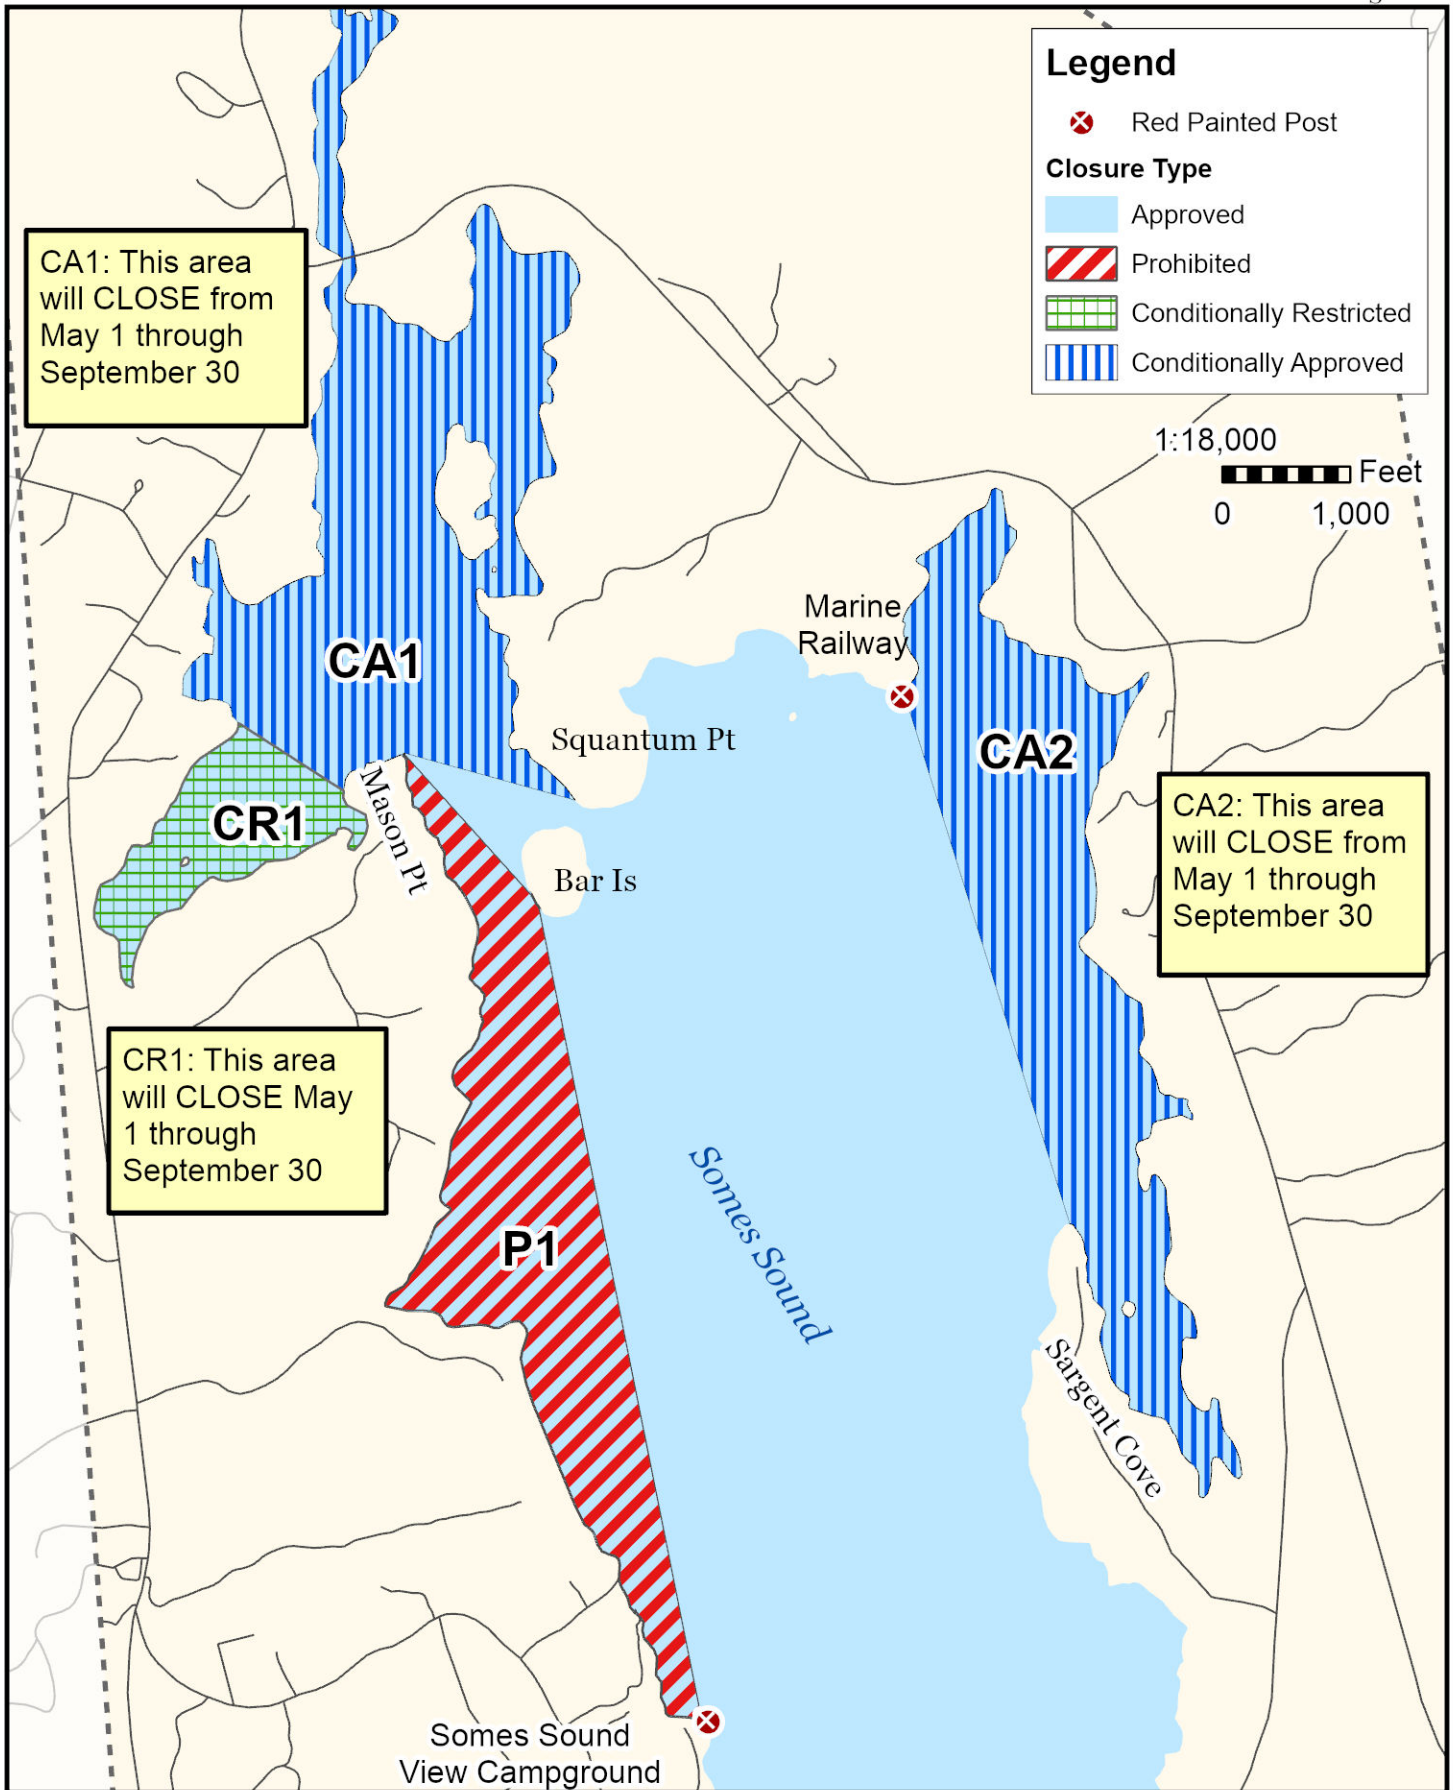 Legend
Red Painted Post
Closure Type
Approved
Prohibited
Conditionally Restricted
Conditionally Approved
1:18,000
Feet
0 1,000
CA1: This area
will CLOSE from
May 1 through
September 30
CA1
Marine
Railway
Squantum Pt
CA2
CR1
Mason Pt
Bar Is
CA2: This area
will CLOSE from
May 1 through
September 30
CR1: This area
will CLOSE May
1 through
September 30
P1
Somes Sound
Sargent Cove
Somes Sound
View Campground